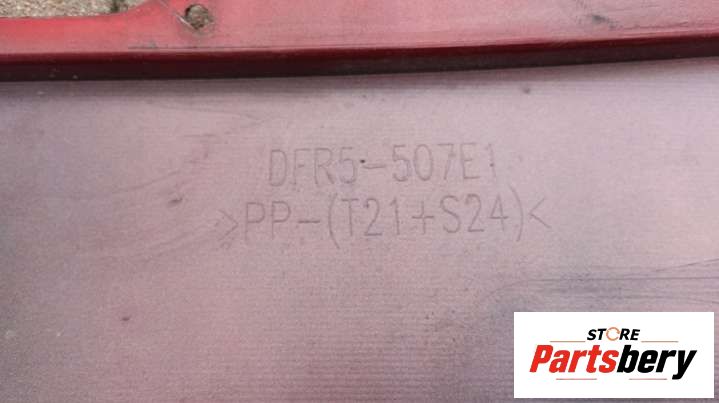 DFR5-507E1
>PP-(T21+S24)<
STORE
Partsbery